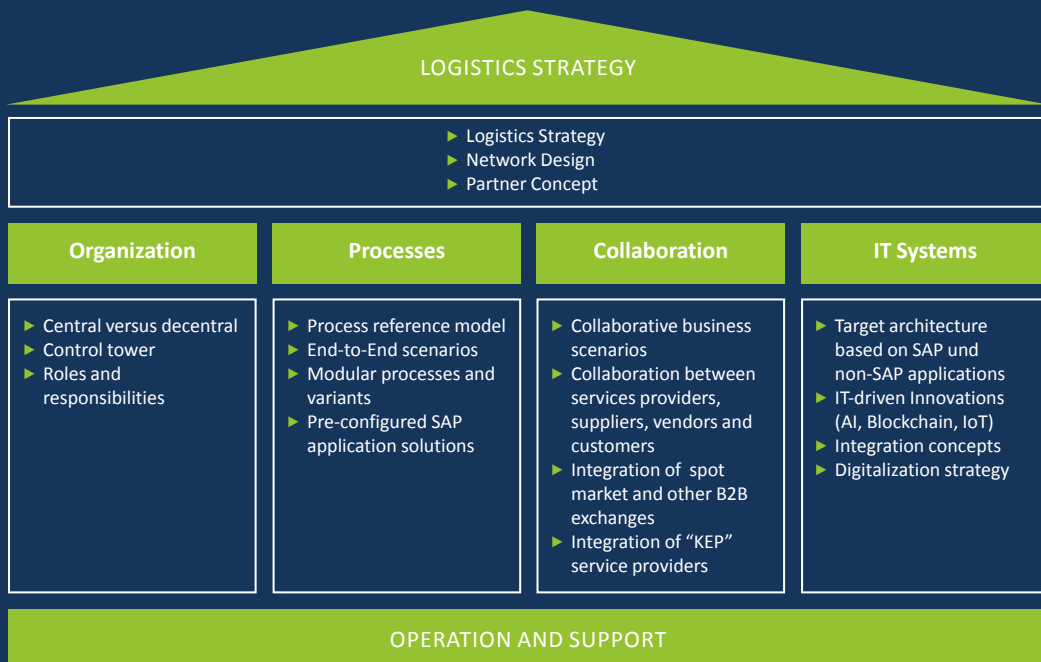 LOGISTICS STRATEGY
► Logistics Strategy
► Network Design
► Partner Concept
Organization
► Central versus decentral
► Control tower
► Roles and
responsibilities
Processes
► Process reference model
► End-to-End scenarios
► Modular processes and
variants
► Pre-configured SAP
application solutions
Collaboration
► Collaborative business
scenarios
► Collaboration between
services providers,
suppliers, vendors and
customers
► Integration of spot
market and other B2B
exchanges
► Integration of “KEP”
service providers
IT Systems
► Target architecture
based on SAP und
non-SAP applications
► IT-driven Innovations
(AI, Blockchain, IoT)
► Integration concepts
► Digitalization strategy
OPERATION AND SUPPORT